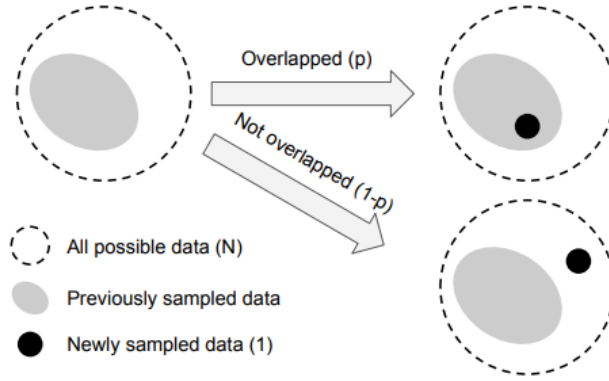 Overlapped (p)
Not overlapped (1-p)
All possible data (N)
Previously sampled data
Newly sampled data (1)